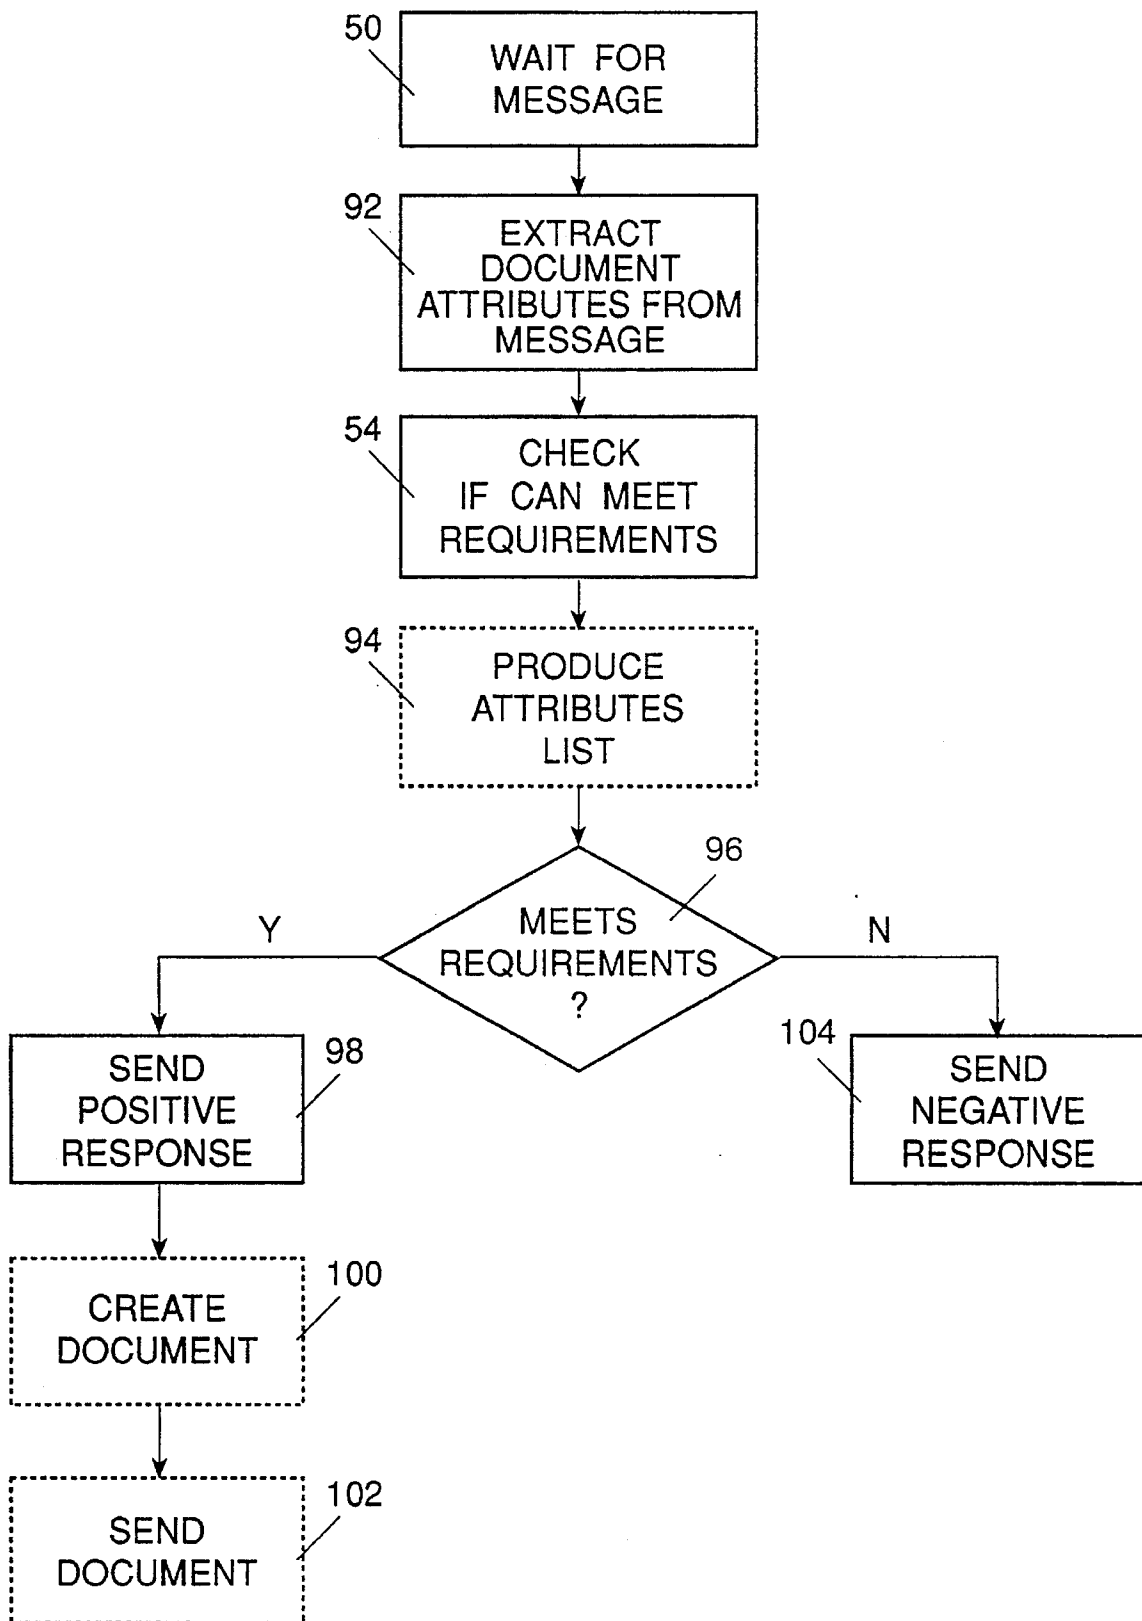 50
WAIT FOR
MESSAGE
92
EXTRACT
DOCUMENT
ATTRIBUTES FROM
MESSAGE
54
CHECK
IF CAN MEET
REQUIREMENTS
94
PRODUCE
ATTRIBUTES
LIST
96
MEETS
REQUIREMENTS
?
Y
N
98
SEND
POSITIVE
RESPONSE
104
SEND
NEGATIVE
RESPONSE
100
CREATE
DOCUMENT
102
SEND
DOCUMENT